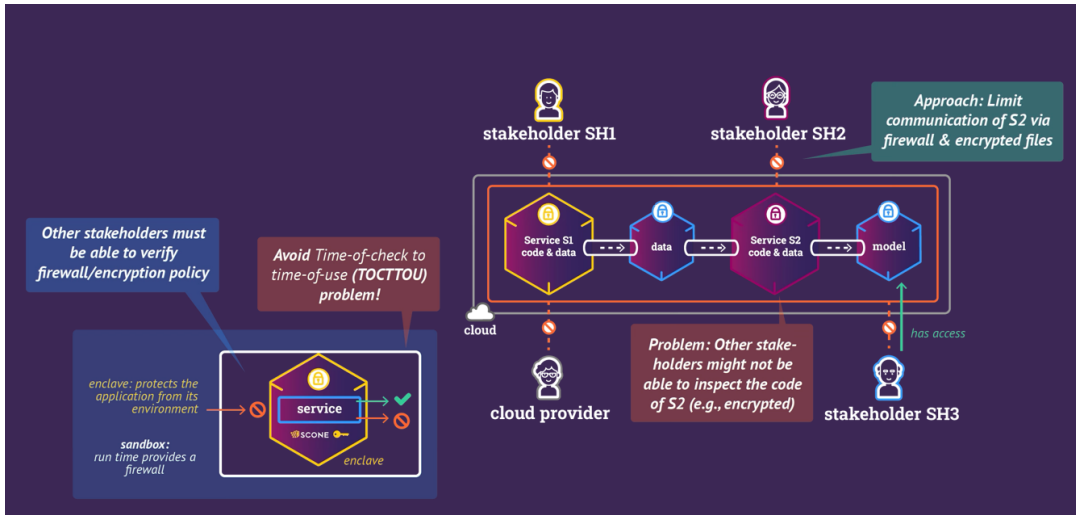 stakeholder SH1
stakeholder SH2
Approach: Limit
communication of S2 via
firewall & encrypted files
Service S1
code & data
data
Service S2
code & data
model
cloud
has access
cloud provider
stakeholder SH3
Problem: Other stake-
holders might not be
able to inspect the code
of S2 (e.g., encrypted)
Other stakeholders must
be able to verify
firewall/encryption policy
Avoid Time-of-check to
time-of-use (TOCTTOU)
problem!
enclave: protects the
application from its
environment
service
SCONE
enclave
sandbox:
run time provides a
firewall